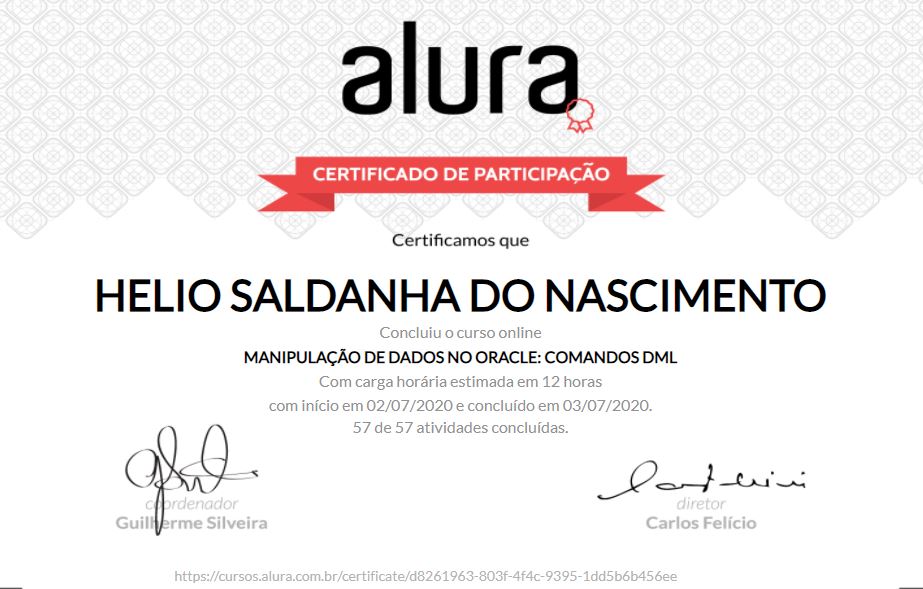 alura
CERTIFICADO DE PARTICIPAÇÃO
Certificamos que
HELIO SALDANHA DO NASCIMENTO
Concluiu o curso online
MANIPULAÇÃO DE DADOS NO ORACLE: COMANDOS DML
Com carga horária estimada em 12 horas
com início em 02/07/2020 e concluído em 03/07/2020.
57 de 57 atividades concluídas.
coordenador
Guilherme Silveira
diretor
Carlos Felício
https://cursos.alura.com.br/certificate/d8261963-803f-4f4c-9395-1dd5b6b456ee